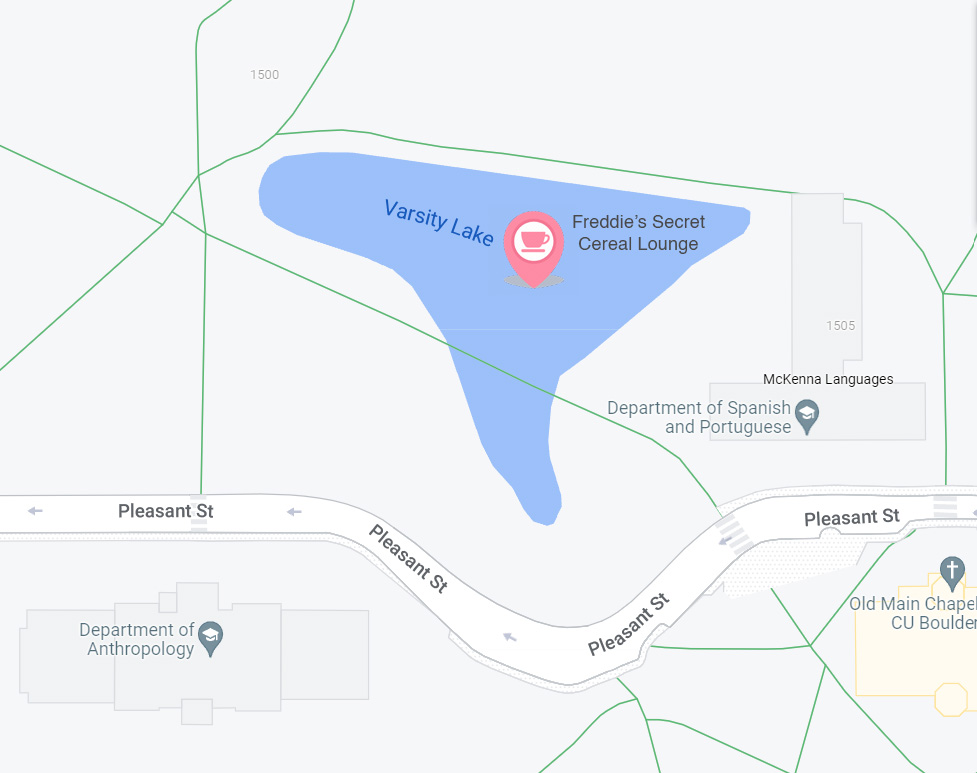 1500
Varsity Lake
Freddie’s Secret
Cereal Lounge
1505
McKenna Languages
Department of Spanish
and Portuguese
Pleasant St
Pleasant St
Pleasant St
Pleasant St
Old Main Chapel
CU Boulder
Department of
Anthropology